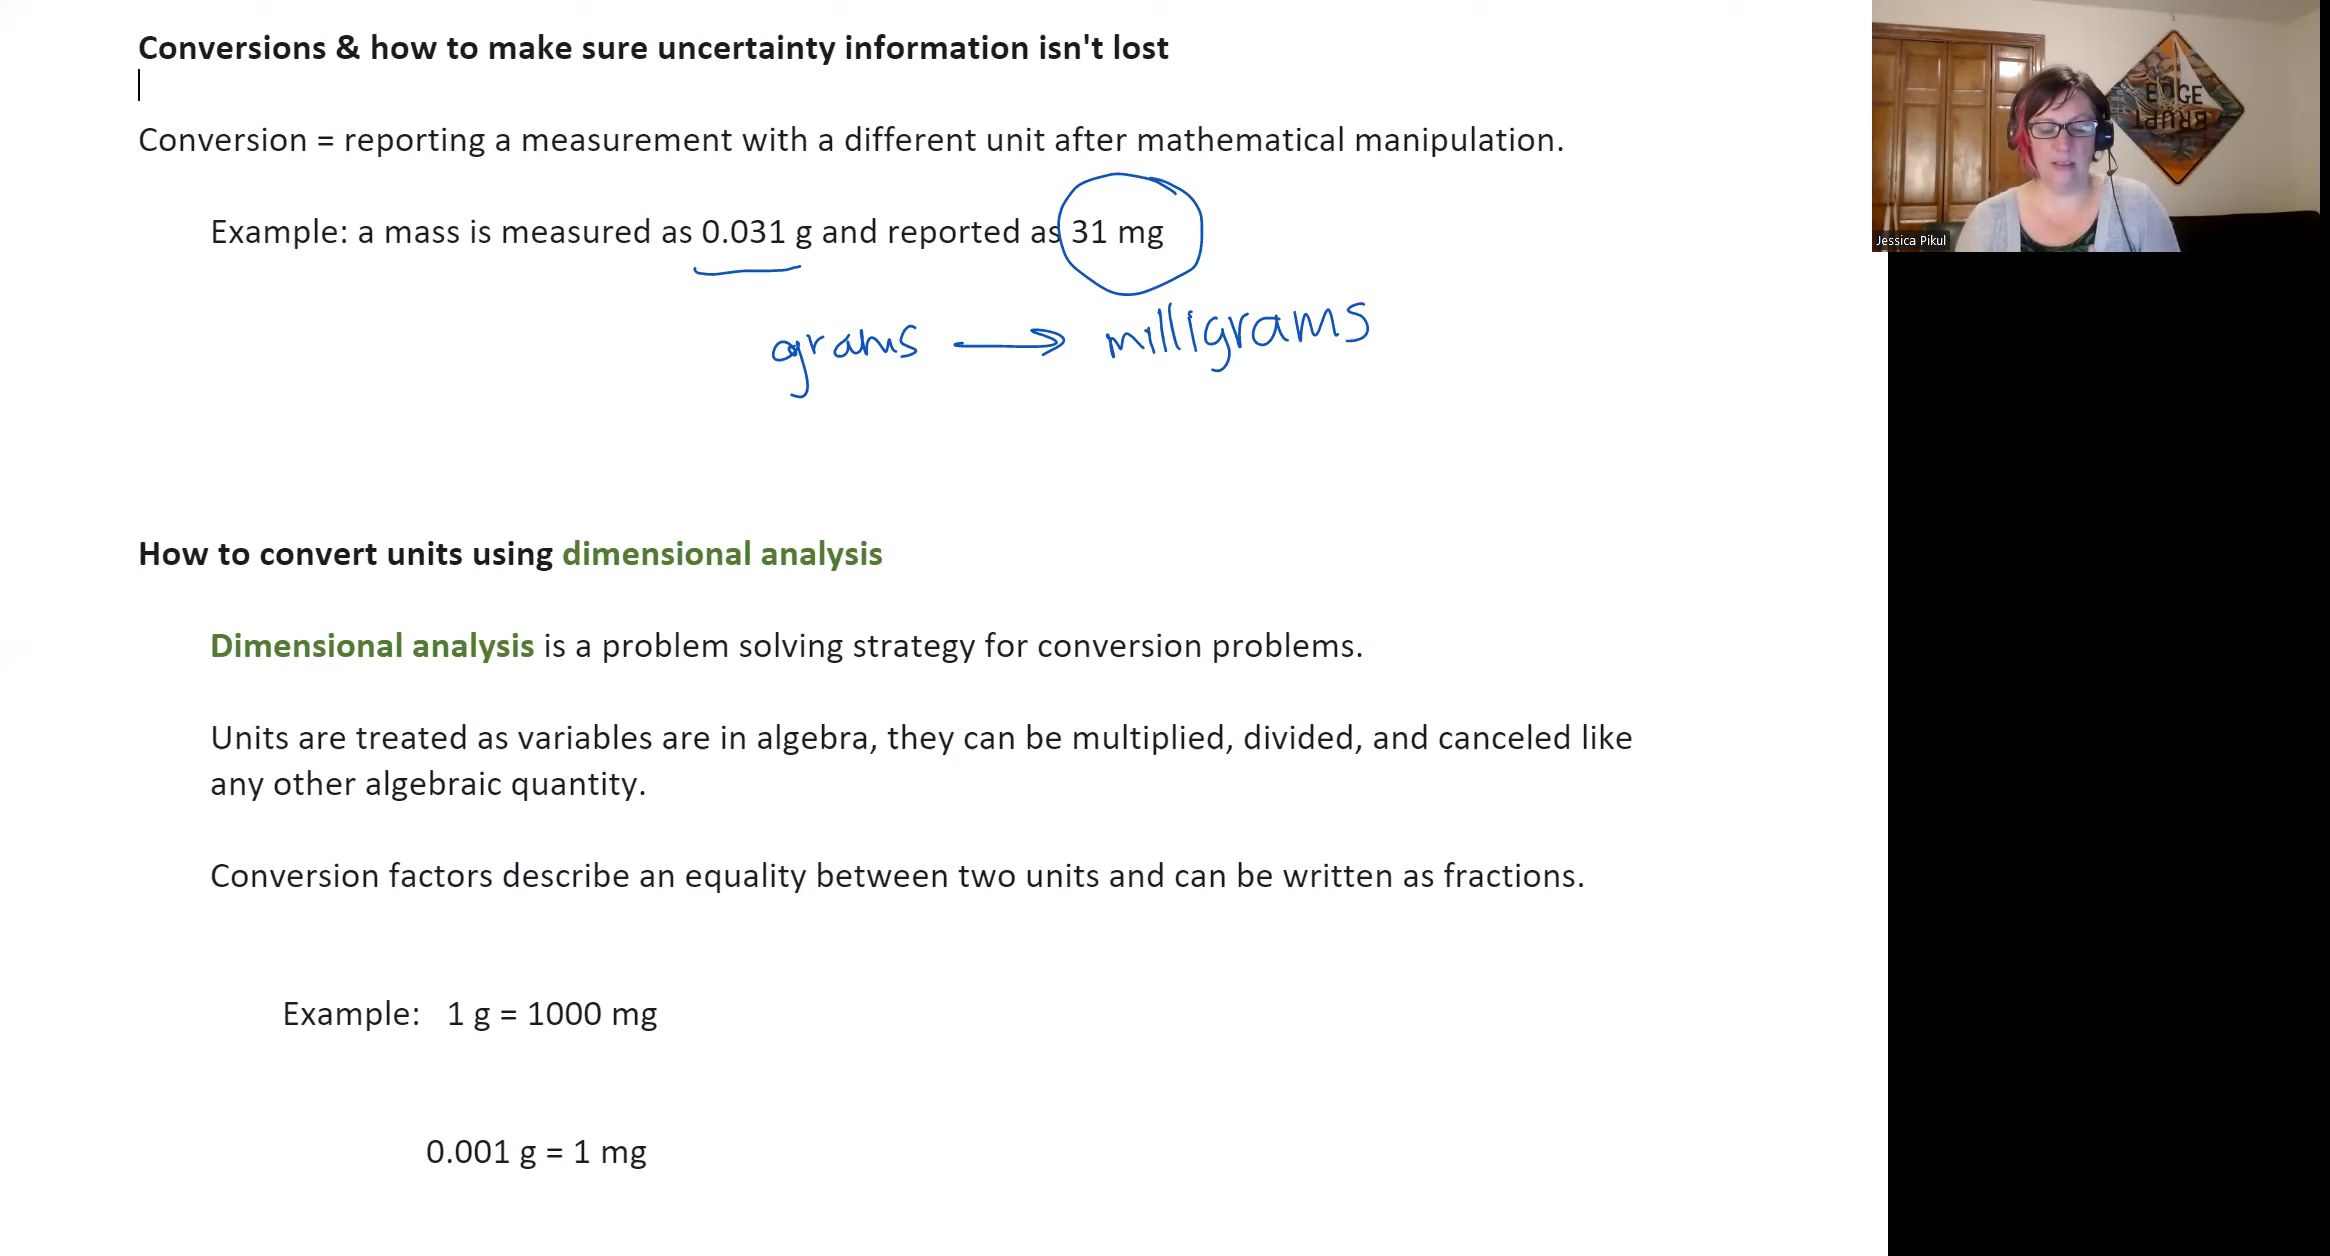 Conversions & how to make sure uncertainty information isn't lost
Conversion = reporting a measurement with a different unit after mathematical manipulation.
Example: a mass is measured as 0.031 g and reported as 31 mg
grams → milligrams
How to convert units using dimensional analysis
Dimensional analysis is a problem solving strategy for conversion problems.
Units are treated as variables are in algebra, they can be multiplied, divided, and canceled like
any other algebraic quantity.
Conversion factors describe an equality between two units and can be written as fractions.
Example: 1 g = 1000 mg
0.001 g = 1 mg
Jessica Pikul